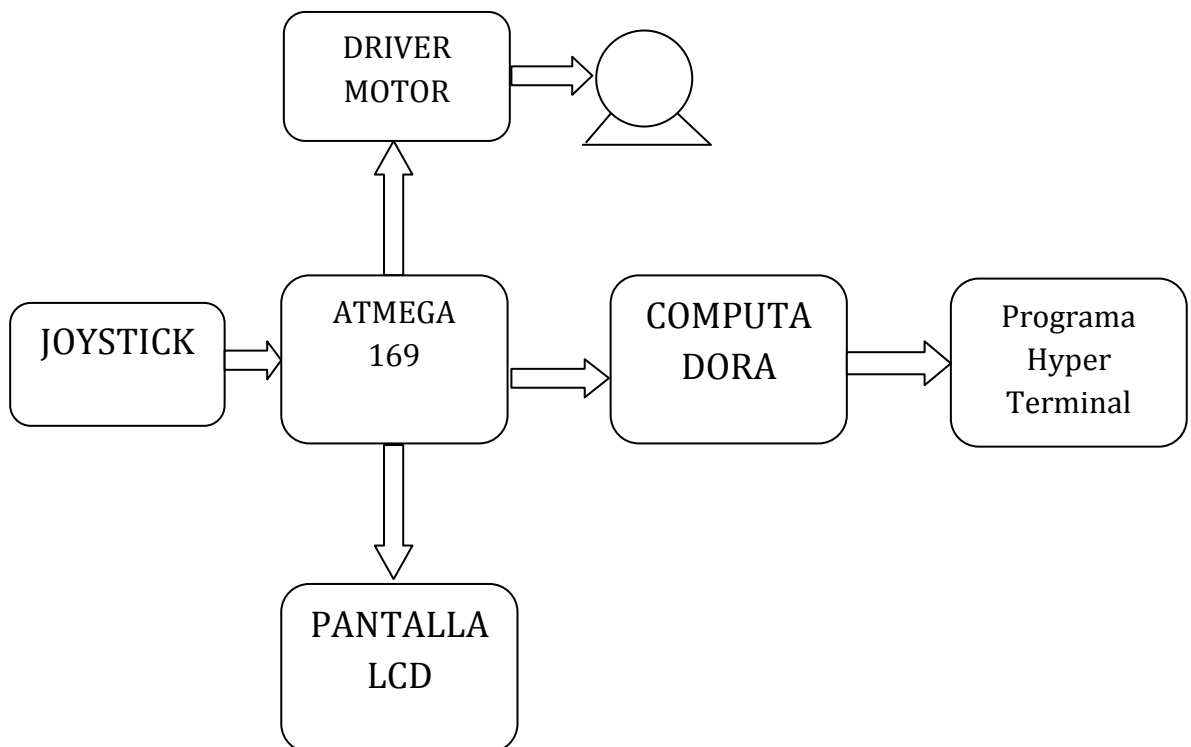 DRIVER
MOTOR
JOYSTICK
ATMEGA
169
COMPUTA
DORA
Programa
Hyper
Terminal
PANTALLA
LCD